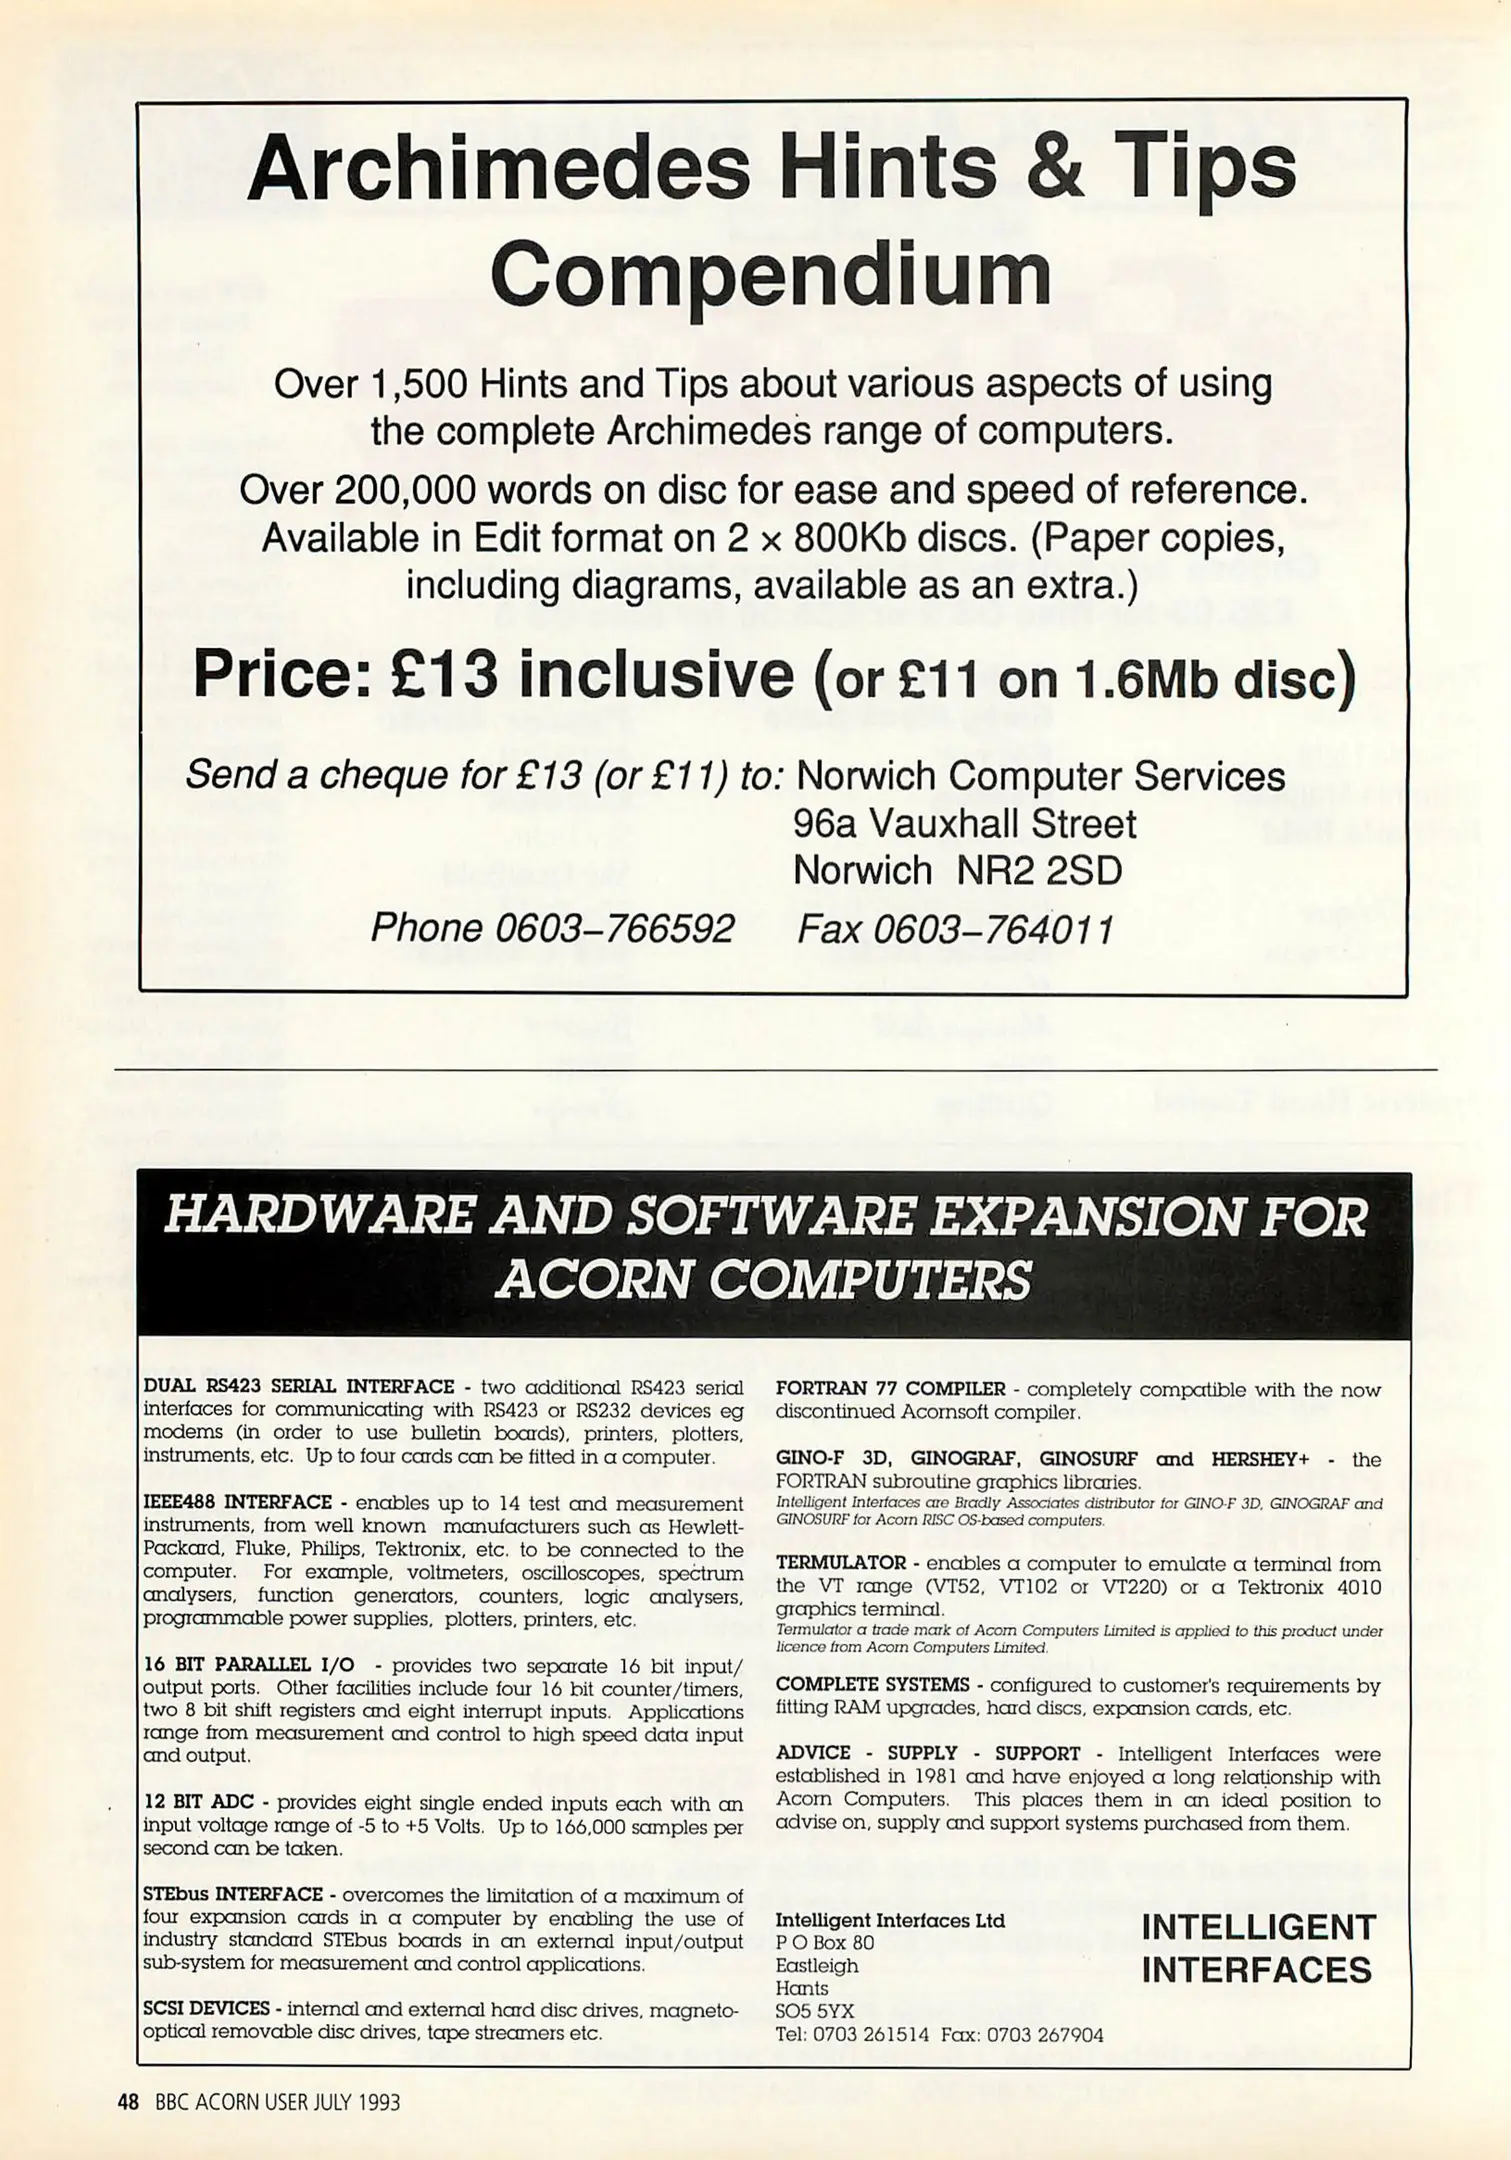 Archimedes Hints & Tips
Compendium
Over 1,500 Hints and Tips about various aspects of using
the complete Archimedes range of computers.
Over 200,000 words on disc for ease and speed of reference.
Available in Edit format on 2 x 800Kb discs. (Paper copies,
including diagrams, available as an extra.)
Price: £13 inclusive (or £11 on 1.6Mb disc)
Send a cheque for £13 (or £11) to: Norwich Computer Services
96a Vauxhall Street
Norwich NR2 2SD
Phone 0603–766592 Fax 0603–764011
HARDWARE AND SOFTWARE EXPANSION FOR
ACORN COMPUTERS
DUAL RS423 SERIAL INTERFACE - two additional RS423 serial
interfaces for communicating with RS423 or RS232 devices eg
modems (in order to use bulletin boards), printers, plotters,
instruments, etc. Up to four cards can be fitted in a computer.
IEEE488 INTERFACE - enables up to 14 test and measurement
instruments, from well known manufacturers such as Hewlett-
Packard, Fluke, Philips, Tektronix, etc. to be connected to the
computer. For example, voltmeters, oscilloscopes, spectrum
analysers, function generators, counters, logic analysers,
programmable power supplies, plotters, printers, etc.
16 BIT PARALLEL I/O - provides two separate 16 bit input/
output ports. Other facilities include four 16 bit counter/timers,
two 8 bit shift registers and eight interrupt inputs. Applications
range from measurement and control to high speed data input
and output.
12 BIT ADC - provides eight single ended inputs each with an
input voltage range of -5 to +5 Volts. Up to 166,000 samples per
second can be taken.
STEbus INTERFACE - overcomes the limitation of a maximum of
four expansion cards in a computer by enabling the use of
industry standard STEbus boards in an external input/output
sub-system for measurement and control applications.
SCSI DEVICES - internal and external hard disc drives, magneto-
optical removable disc drives, tape streamers etc.
FORTRAN 77 COMPILER - completely compatible with the now
discontinued Acornsoft compiler.
GINO-F 3D, GINOGRAF, GINOSURF and HERSHEY+ - the
FORTRAN subroutine graphics libraries.
Intelligent Interfaces are Bradly Associates distributor for GINO-F 3D, GINOGRAF and
GINOSURF for Acorn RISC OS-based computers.
TERMULATOR - enables a computer to emulate a terminal from
the VT range (VT52, VT102 or VT220) or a Tektronix 4010
graphics terminal.
Termulator a trade mark of Acorn Computers Limited is applied to this product under
licence from Acorn Computers Limited.
COMPLETE SYSTEMS - configured to customer's requirements by
fitting RAM upgrades, hard discs, expansion cards, etc.
ADVICE - SUPPLY - SUPPORT - Intelligent Interfaces were
established in 1981 and have enjoyed a long relationship with
Acorn Computers. This places them in an ideal position to
advise on, supply and support systems purchased from them.
Intelligent Interfaces Ltd
P O Box 80
Eastleigh
Hants
SO5 5YX
Tel: 0703 261514 Fax: 0703 267904
INTELLIGENT
INTERFACES
48 BBC ACORN USER JULY 1993